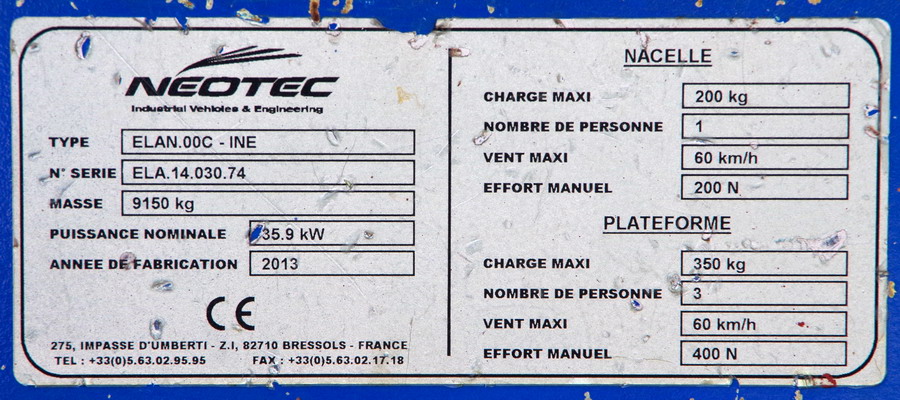 NEOTEC
Industrial Vehicles & Engineering
TYPE ELAN.00C - INE
N° SERIE ELA.14.030.74
MASSE 9150 kg
PUISSANCE NOMINALE 35.9 kW
ANNEE DE FABRICATION 2013
CE
275, IMPASSE D'UMBERTI - Z.I, 82710 BRESSOLS - FRANCE
TEL : +33(0)5.63.02.95.95 FAX : +33(0)5.63.02.17.18
NACELLE
CHARGE MAXI 200 kg
NOMBRE DE PERSONNE 1
VENT MAXI 60 km/h
EFFORT MANUEL 200 N
PLATEFORME
CHARGE MAXI 350 kg
NOMBRE DE PERSONNE 3
VENT MAXI 60 km/h
EFFORT MANUEL 400 N